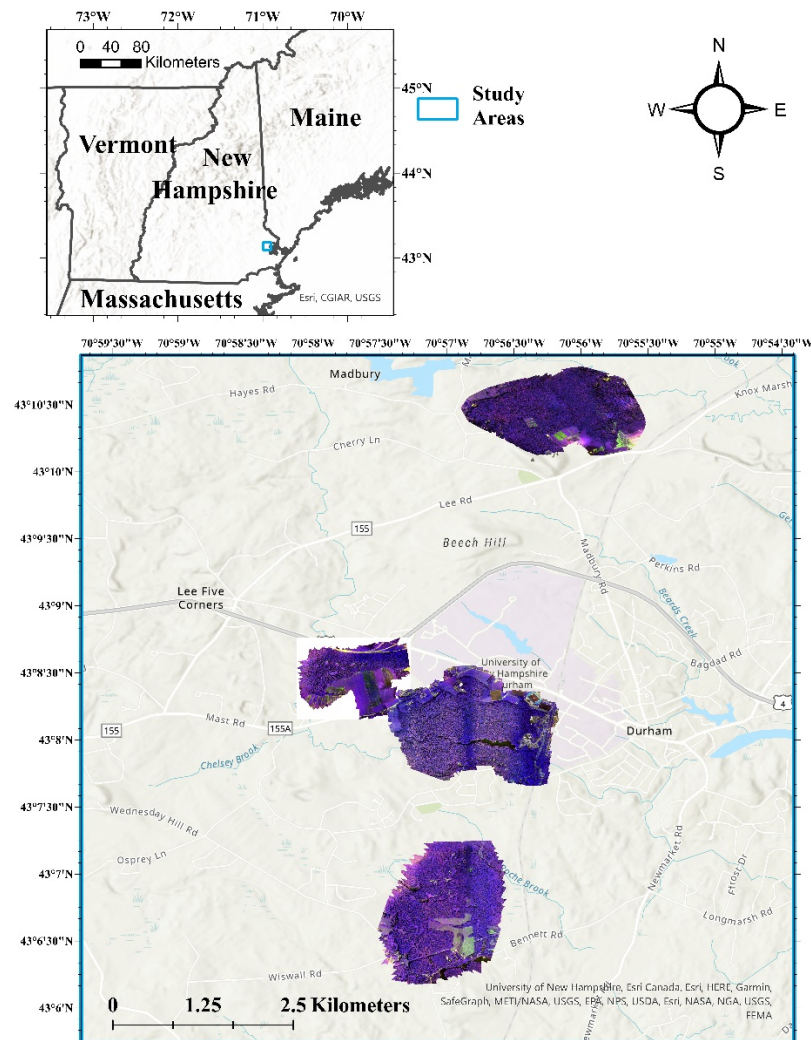 73°W 72°W 71°W 70°W
0 40 80
Kilometers
45°N
44°N
43°N
Vermont
Maine
New
Hampshire
Massachusetts
Esri, CGIAR, USGS
Study
Areas
N
W E
S
70°59'30"W 70°59'W 70°58'30"W 70°58'W 70°57'30"W 70°57'W 70°56'30"W 70°56'W 70°55'30"W 70°55'W 70°54'30"W
43°10'30"N
43°10'N
43°9'30"N
43°9'N
43°8'30"N
43°8'N
43°7'30"N
43°7'N
43°6'30"N
43°6'N
Madbury
Brook
Hayes Rd
Knox Marsh
Cherry Ln
Lee Rd
155
Beech Hill
Madbury Rd
Perkins Rd
Lee Five
Corners
Beards Creek
Bagdad Rd
University of
Hampshire
4
Mast Rd
155 155A
Durham
Chelsey Brook
Wednesday Hill Rd
Osprey Ln
Newmarket Rd
Longmarsh Rd
Bennett Rd
Wiswall Rd
University of New Hampshire, Esri Canada, Esri, HERE, Garmin,
SafeGraph, METI/NASA, USGS, EPA, NPS, USDA, Esri, NASA, NGA, USGS,
FEMA
0 1.25 2.5 Kilometers